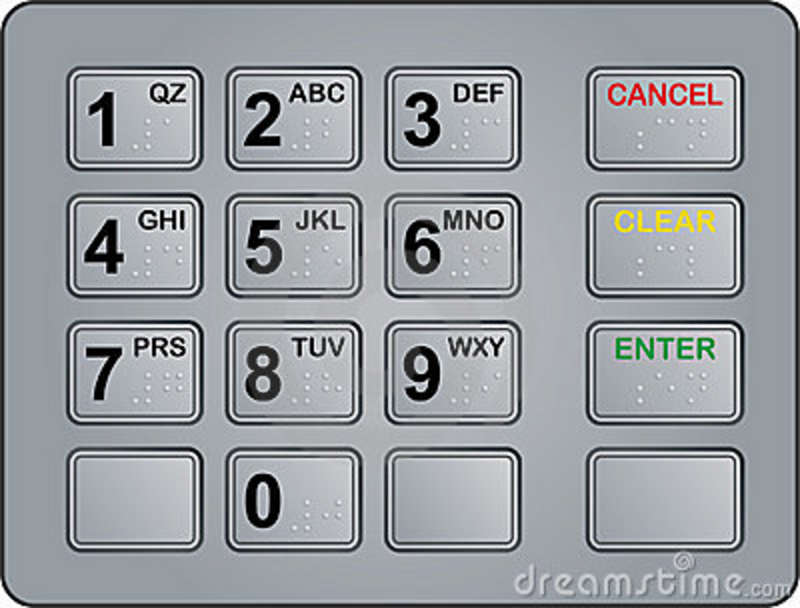 1 QZ 2 ABC 3 DEF CANCEL
4 GHI 5 JKL 6 MNO CLEAR
7 PRS 8 TUV 9 WXY ENTER
0
dreamstime.com